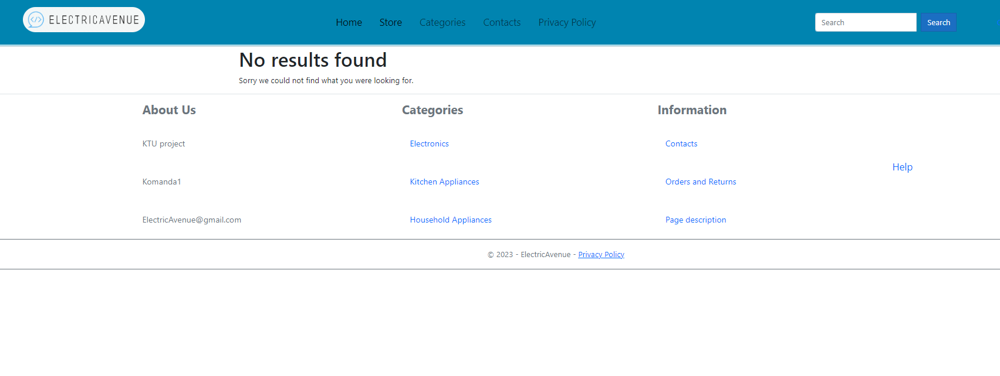 </> ELECTRICAVENUE
Home Store Categories Contacts Privacy Policy
Search Search
No results found
Sorry we could not find what you were looking for.
About Us Categories Information
KTU project Electronics Contacts
Help
Komanda1 Kitchen Appliances Orders and Returns
ElectricAvenue@gmail.com Household Appliances Page description
© 2023 - ElectricAvenue - Privacy Policy